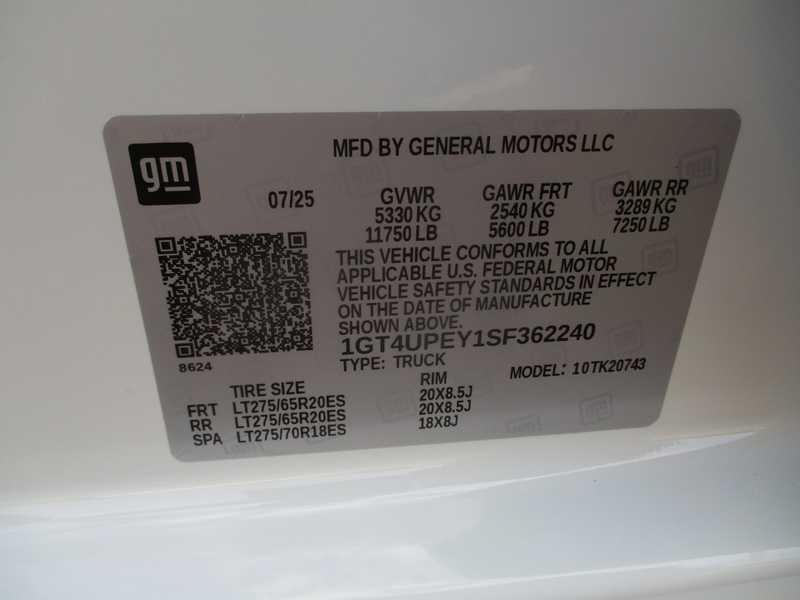 gm
MFD BY GENERAL MOTORS LLC
07/25
GVWR GAWR FRT GAWR RR
5330 KG 2540 KG 3289 KG
11750 LB 5600 LB 7250 LB
THIS VEHICLE CONFORMS TO ALL
APPLICABLE U.S. FEDERAL MOTOR
VEHICLE SAFETY STANDARDS IN EFFECT
ON THE DATE OF MANUFACTURE
SHOWN ABOVE.
1GT4UPEY1SF362240
8624
TYPE: TRUCK MODEL: 10TK20743
TIRE SIZE RIM
FRT LT275/65R20ES 20X8.5J
RR LT275/65R20ES 20X8.5J
SPA LT275/70R18ES 18X8J